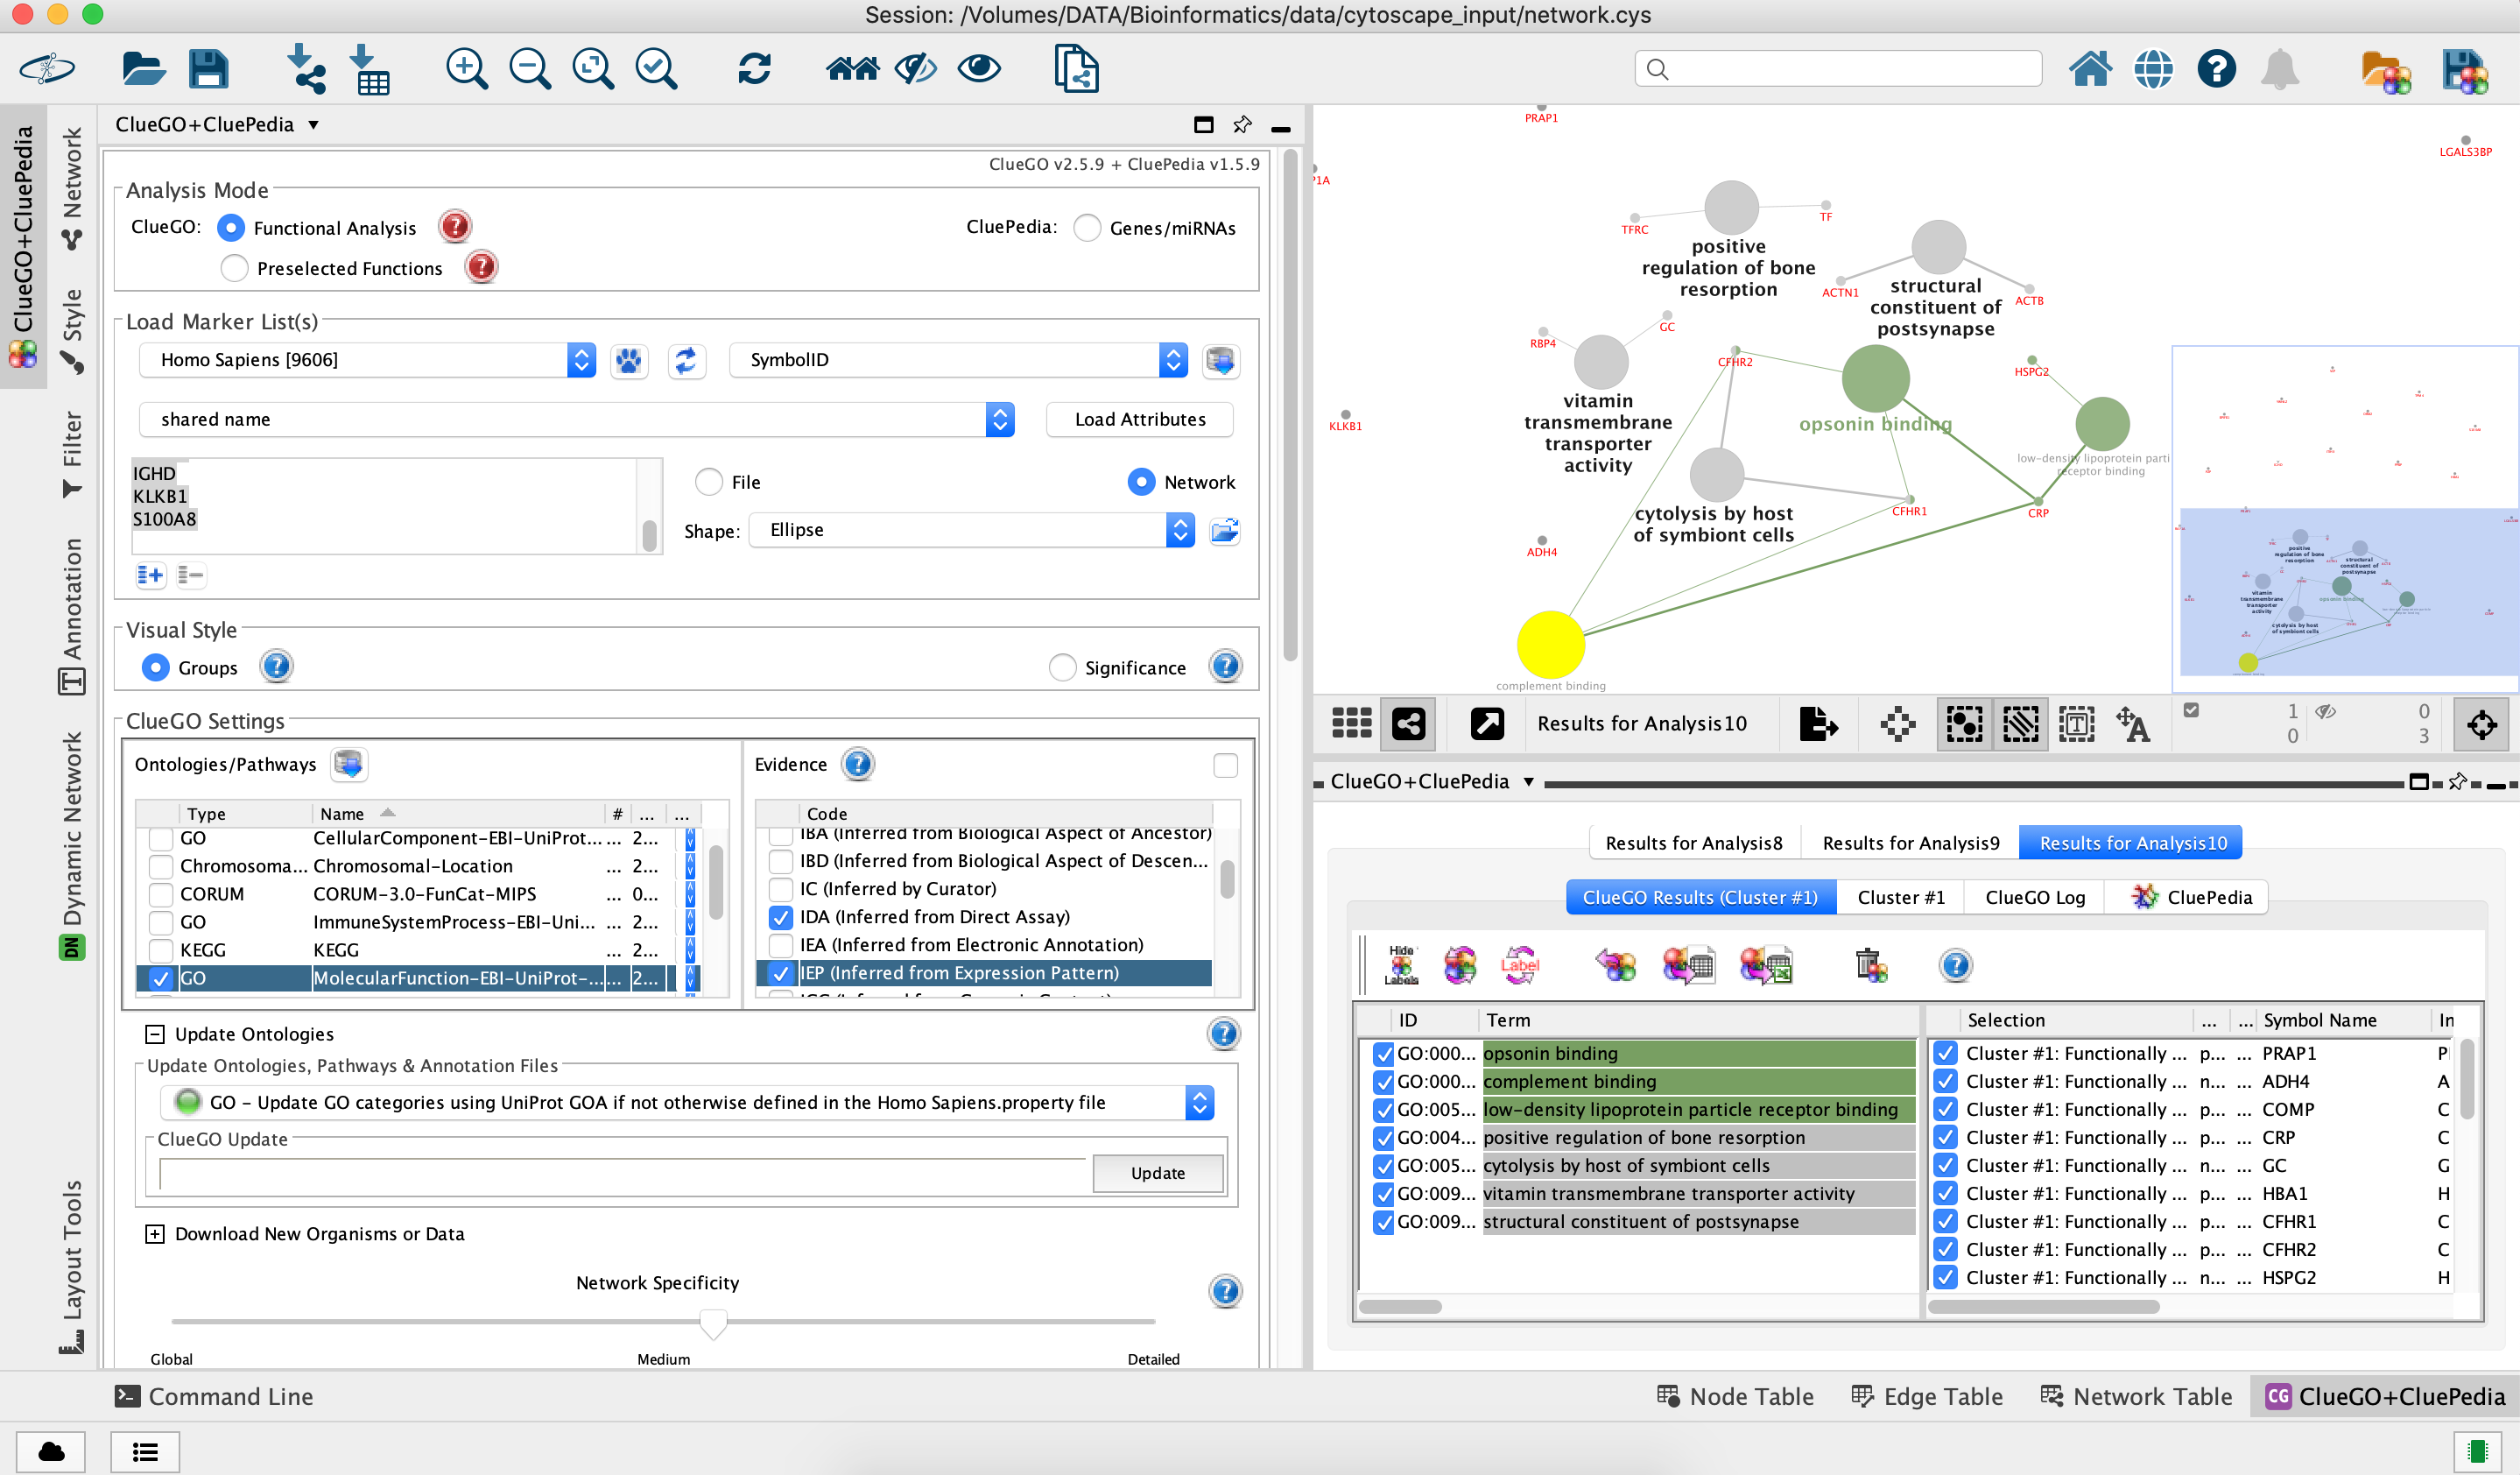 Session: /Volumes/DATA/Bioinformatics/data/cytoscape_input/network.cys
ClueGO+CluePedia
Network
Style
Filter
Annotation
Dynamic Network
DN
Layout Tools
ClueGO+CluePedia
ClueGO v2.5.9 + CluePedia v1.5.9
Analysis Mode
ClueGO:
Functional Analysis
CluePedia:
Genes/miRNAs
Preselected Functions
Load Marker List(s)
Homo Sapiens [9606]
SymbolID
shared name
Load Attributes
IGHD
KLKB1
S100A8
File
Network
Shape:
Ellipse
Visual Style
Groups
Significance
ClueGO Settings
Ontologies/Pathways
Type Name # ... ...
GO CellularComponent-EBI-UniProt... ... 2...
Chromosoma... Chromosomal-Location ... 2...
CORUM CORUM-3.0-FunCat-MIPS ... 0...
GO ImmuneSystemProcess-EBI-Uni... ... 2...
KEGG KEGG ... 2...
GO MolecularFunction-EBI-UniProt-... ... 2...
Evidence
Code
IBA (Inferred from Biological Aspect of Ancestor)
IBD (Inferred from Biological Aspect of Descen...
IC (Inferred by Curator)
IDA (Inferred from Direct Assay)
IEA (Inferred from Electronic Annotation)
IEP (Inferred from Expression Pattern)
Update Ontologies
Update Ontologies, Pathways & Annotation Files
GO – Update GO categories using UniProt GOA if not otherwise defined in the Homo Sapiens.property file
ClueGO Update
Update
Download New Organisms or Data
Network Specificity
Global
Medium
Detailed
PRAP1
LGALS3BP
P1A
TFRC
TF
positive
regulation of bone
resorption
ACTN1
ACTB
structural
constituent of
postsynapse
RBP4
GC
vitamin
transmembrane
transporter
activity
CFHR2
opsonin binding
HSPG2
low-density lipoprotein parti
receptor binding
KLKB1
cytolysis by host
of symbiont cells
CFHR1
CRP
ADH4
complement binding
Results for Analysis10
1
0
0
3
ClueGO+CluePedia
Results for Analysis8
Results for Analysis9
Results for Analysis10
ClueGO Results (Cluster #1)
Cluster #1
ClueGO Log
CluePedia
Hide
Labels
Label
ID Term
GO:000... opsonin binding
GO:000... complement binding
GO:005... low-density lipoprotein particle receptor binding
GO:004... positive regulation of bone resorption
GO:005... cytolysis by host of symbiont cells
GO:009... vitamin transmembrane transporter activity
GO:009... structural constituent of postsynapse
Selection ... ... Symbol Name In
Cluster #1: Functionally ... p... ... PRAP1 P
Cluster #1: Functionally ... n... ... ADH4 A
Cluster #1: Functionally ... p... ... COMP C
Cluster #1: Functionally ... p... ... CRP C
Cluster #1: Functionally ... n... ... GC G
Cluster #1: Functionally ... p... ... HBA1 H
Cluster #1: Functionally ... p... ... CFHR1 C
Cluster #1: Functionally ... p... ... CFHR2 C
Cluster #1: Functionally ... n... ... HSPG2 H
Command Line
Node Table
Edge Table
Network Table
CG ClueGO+CluePedia